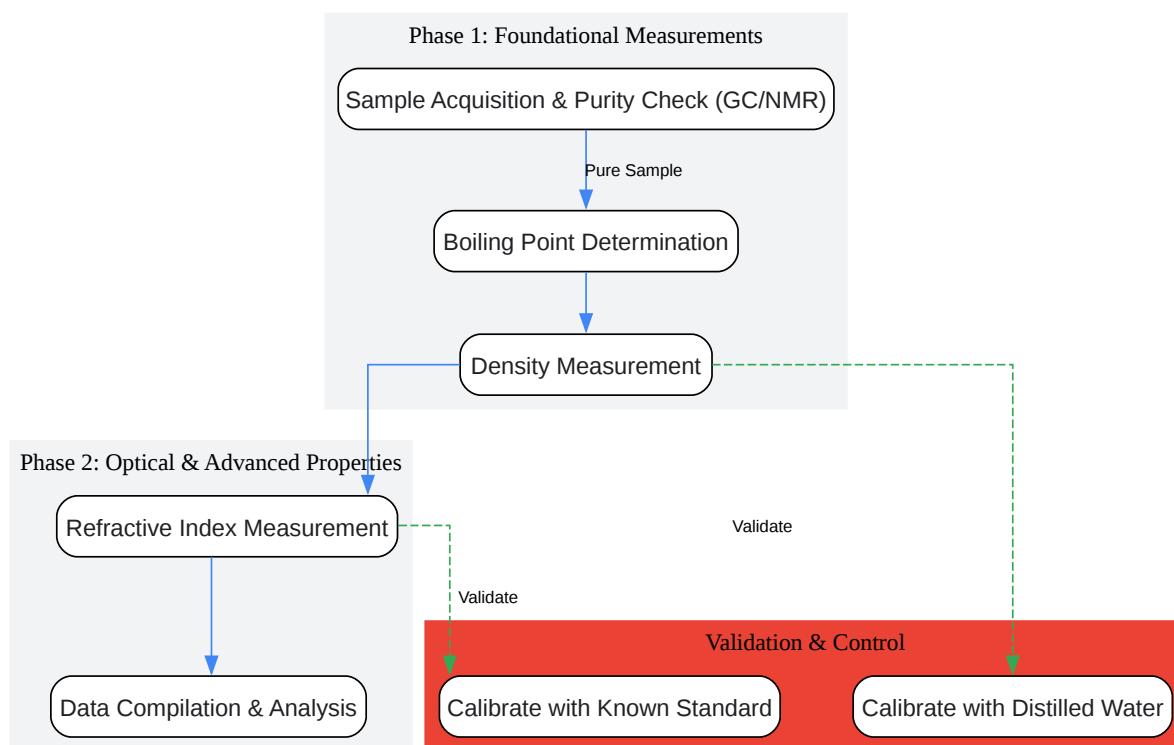 Phase 1: Foundational Measurements
Sample Acquisition & Purity Check (GC/NMR)
Pure Sample
Boiling Point Determination
Density Measurement
Phase 2: Optical & Advanced Properties
Refractive Index Measurement
Validate
Validate
Validation & Control
Data Compilation & Analysis
Calibrate with Known Standard
Calibrate with Distilled Water